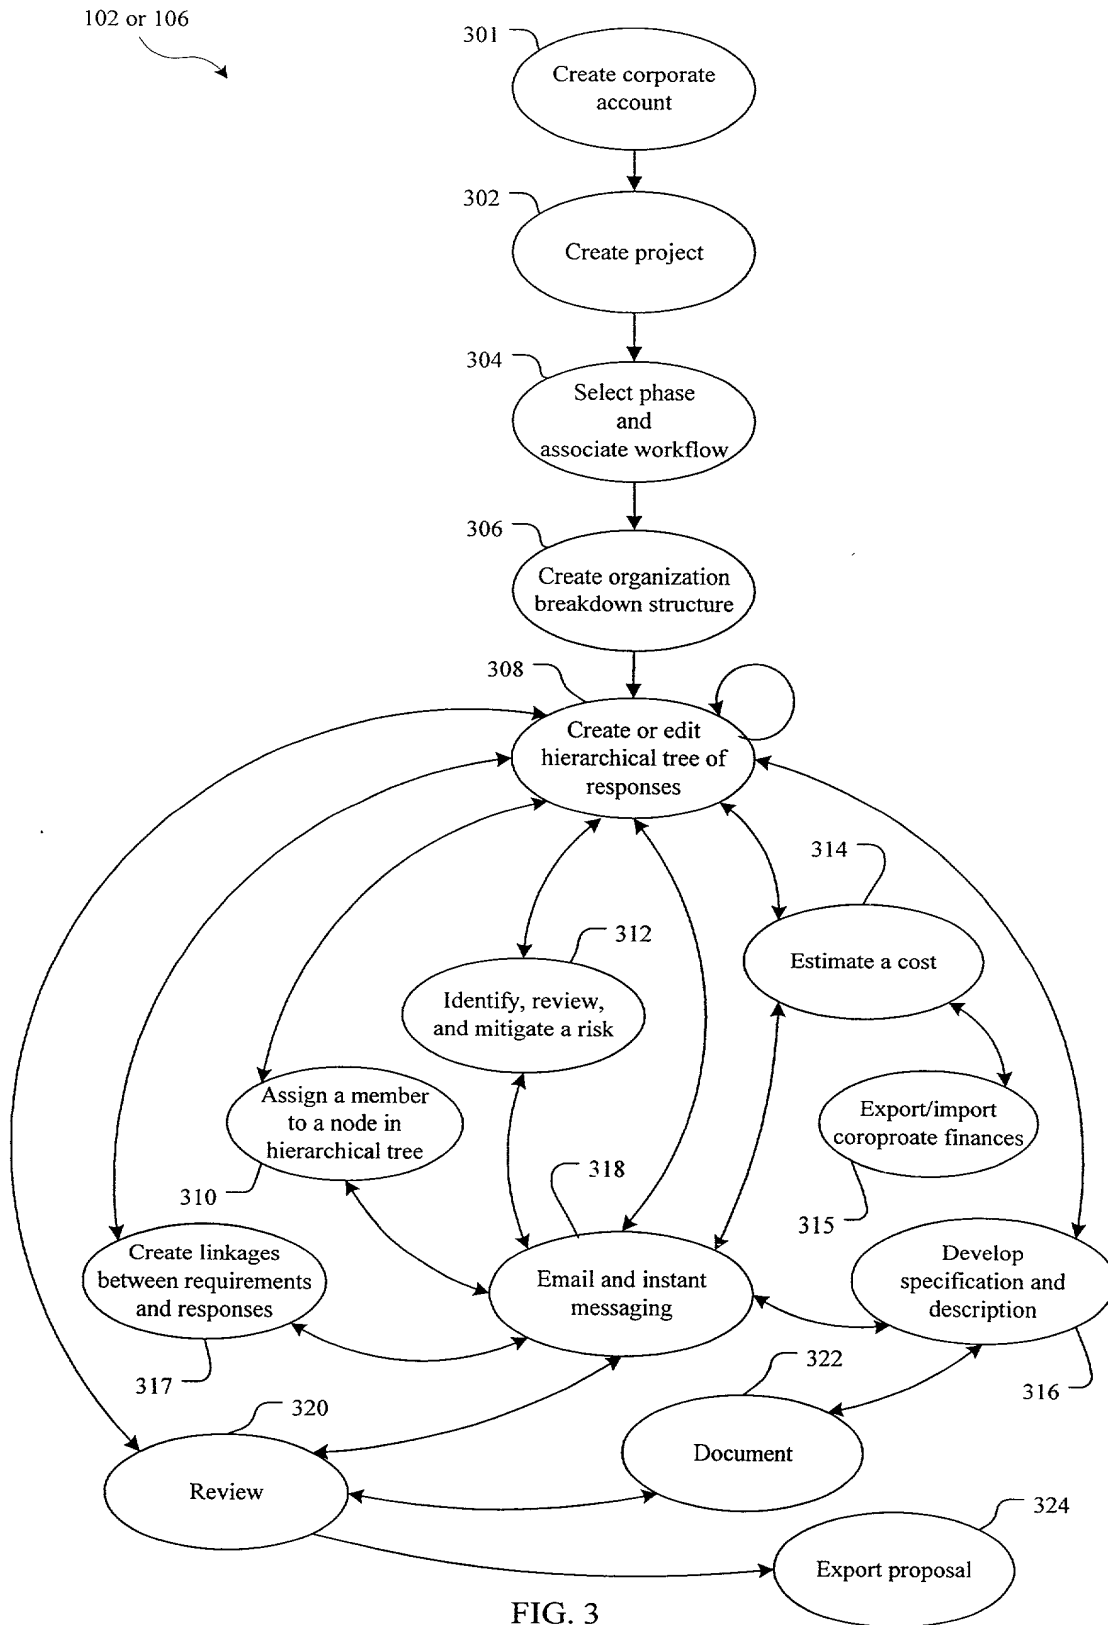 102 or 106
301
Create corporate
account
302
Create project
304
Select phase
and
associate workflow
306
Create organization
breakdown structure
308
Create or edit
hierarchical tree of
responses
314
Estimate a cost
312
Identify, review,
and mitigate a risk
Assign a member
to a node in
hierarchical tree
310
Export/import
coroproate finances
315
318
Email and instant
messaging
Create linkages
between requirements
and responses
317
Develop
specification and
description
316
322
Document
320
Review
324
Export proposal
FIG. 3